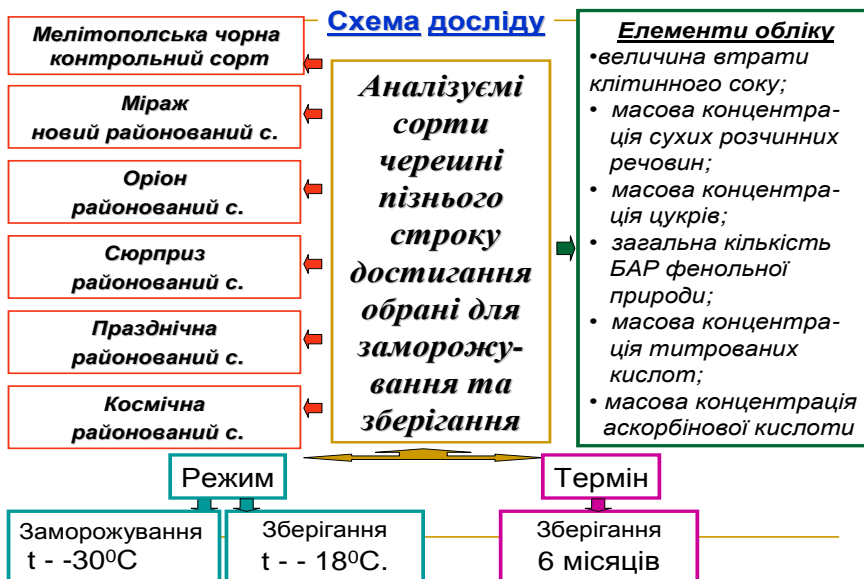 Схема досліду
Мелітополська чорна
контрольний сорт
Міраж
новий районований с.
Оріон
районований с.
Сюрприз
районований с.
Празднічна
районований с.
Космічна
районований с.
Аналізуємі
сорти
черешні
пізнього
строку
достигання
обрані для
заморожу-
вання та
зберігання
Елементи обліку
•величина втрати
клітинного соку;
• масова концентра-
ція сухих розчинних
речовин;
• масова концентра-
ція цукрів;
• загальна кількість
БАР фенольної
природи;
• масова концентра-
ція титрованих
кислот;
• масова концентрація
аскорбінової кислоти
Режим
Заморожування
t - -30⁰C
Зберігання
t - - 18⁰C.
Термін
Зберігання
6 місяців